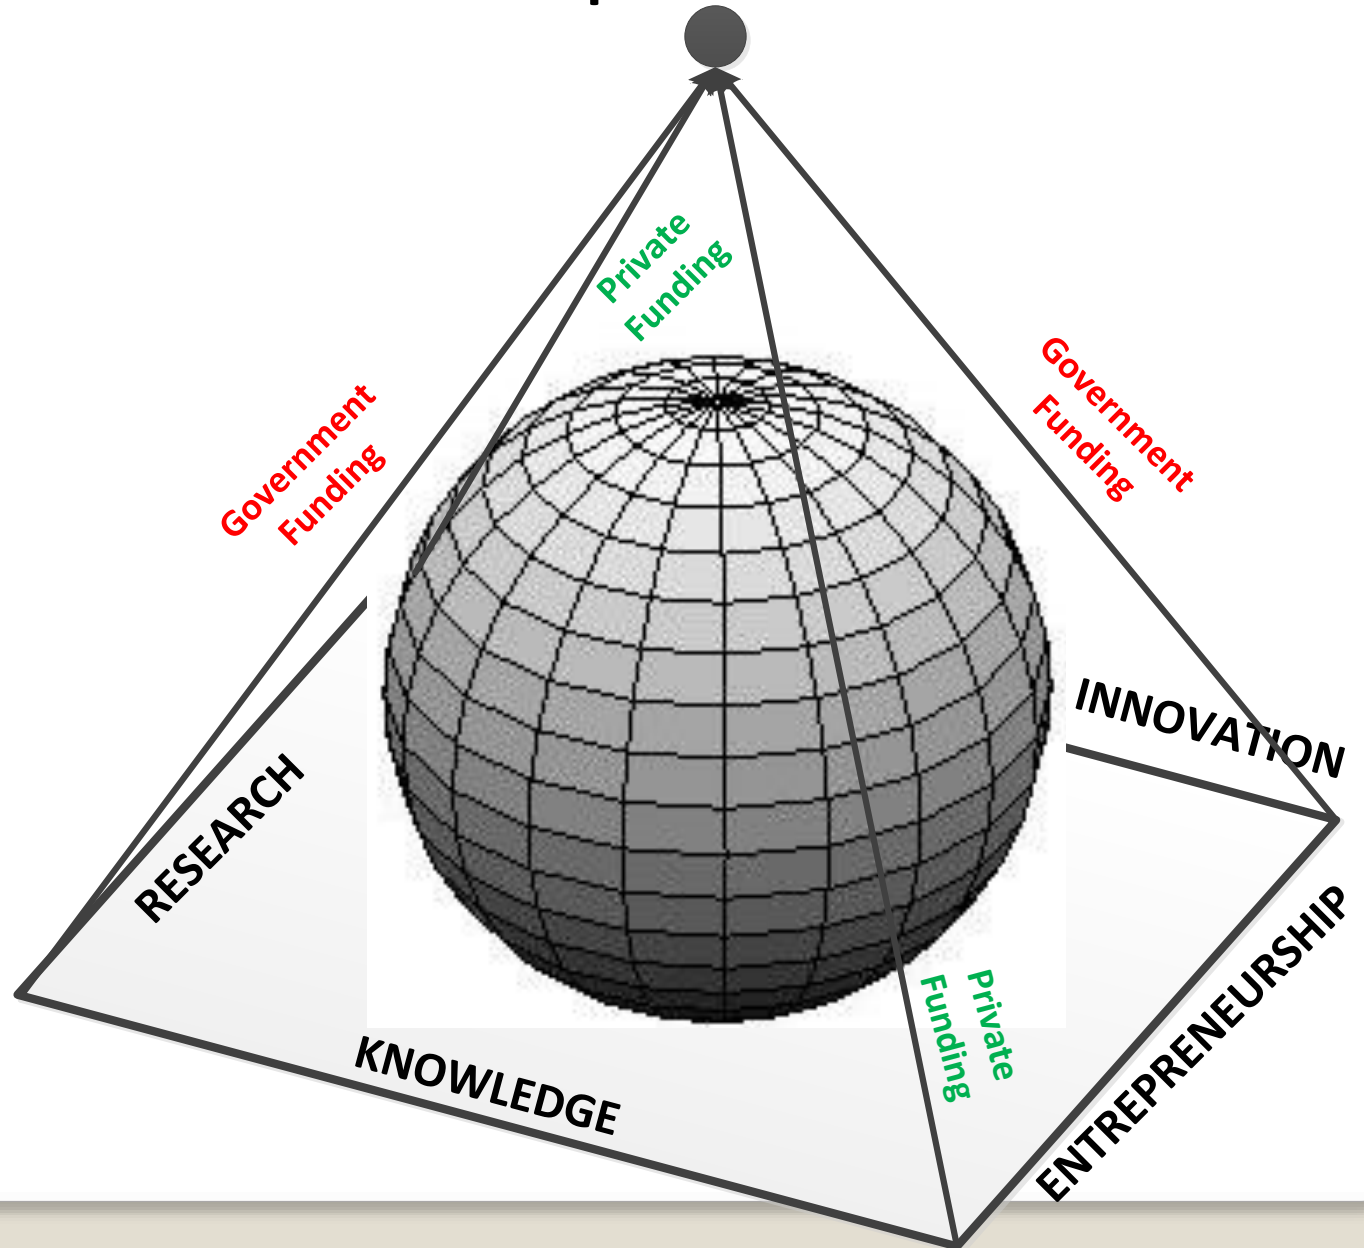 Private
Funding
Government
Funding
Government
Funding
INNOVATION
RESEARCH
ENTREPRENEURSHIP
Private
Funding
KNOWLEDGE